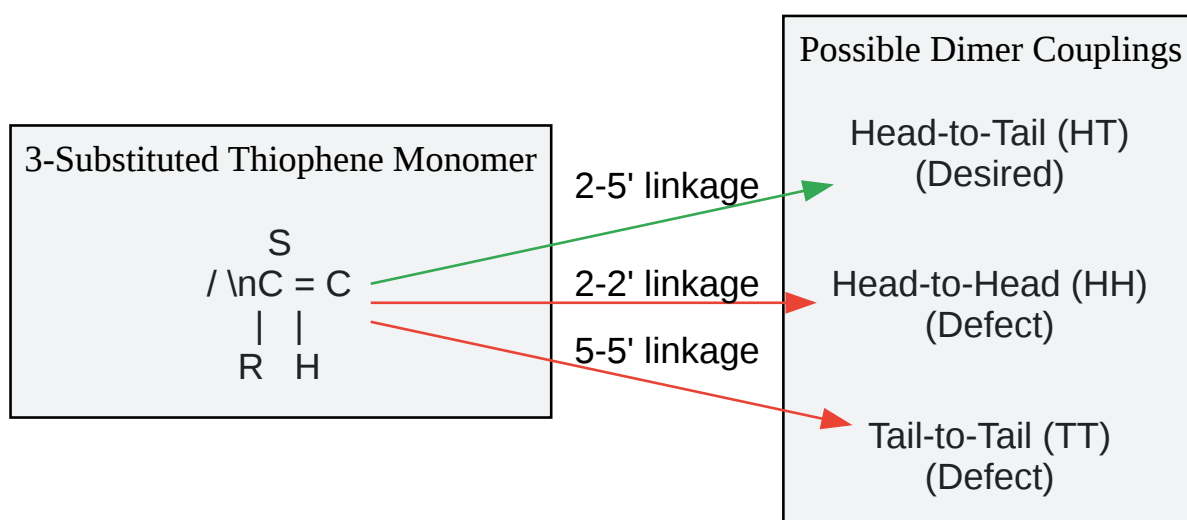 3-Substituted Thiophene Monomer
S
/ \nC = C
| |
R H
2-5' linkage
2-2' linkage
5-5' linkage
Possible Dimer Couplings
Head-to-Tail (HT)
(Desired)
Head-to-Head (HH)
(Defect)
Tail-to-Tail (TT)
(Defect)